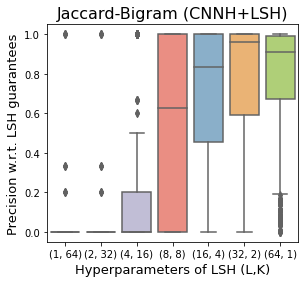 Jaccard-Bigram (CNNH+LSH)
Precision w.r.t. LSH guarantees
1.0
0.8
0.6
0.4
0.2
0.0
(1, 64) (2, 32) (4, 16) (8, 8) (16, 4) (32, 2) (64, 1)
Hyperparameters of LSH (L,K)